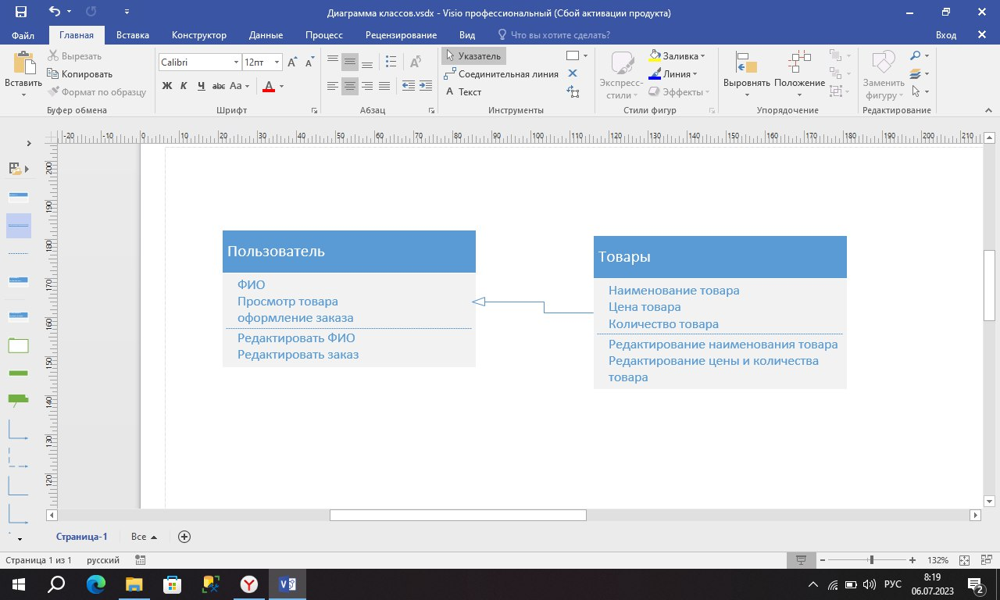 Диаграмма классов.vsdx - Visio профессиональный (Сбой активации продукта)
Файл Главная Вставка Конструктор Данные Процесс Рецензирование Вид Что вы хотите сделать? Вход
Вставить
Вырезать
Копировать
Формат по образцу
Буфер обмена
Calibri 12пт
Ж К Ч abc Aa A
Шрифт
Абзац
Указатель
Соединительная линия
Текст
Инструменты
Экспресс-
стили
Заливка
Линия
Эффекты
Стили фигур
Выровнять Положение
Упорядочение
Заменить
фигуру
Редактирование
-20 -10 0 10 20 30 40 50 60 70 80 90 100 110 120 130 140 150 160 170 180 190 200 210
200
190
180
170
160
150
140
130
120
Пользователь
ФИО
Просмотр товара
оформление заказа
Редактировать ФИО
Редактировать заказ
Товары
Наименование товара
Цена товара
Количество товара
Редактирование наименования товара
Редактирование цены и количества
товара
Страница-1 Все
Страница 1 из 1 русский 132%
РУС
8:19
06.07.2023
2